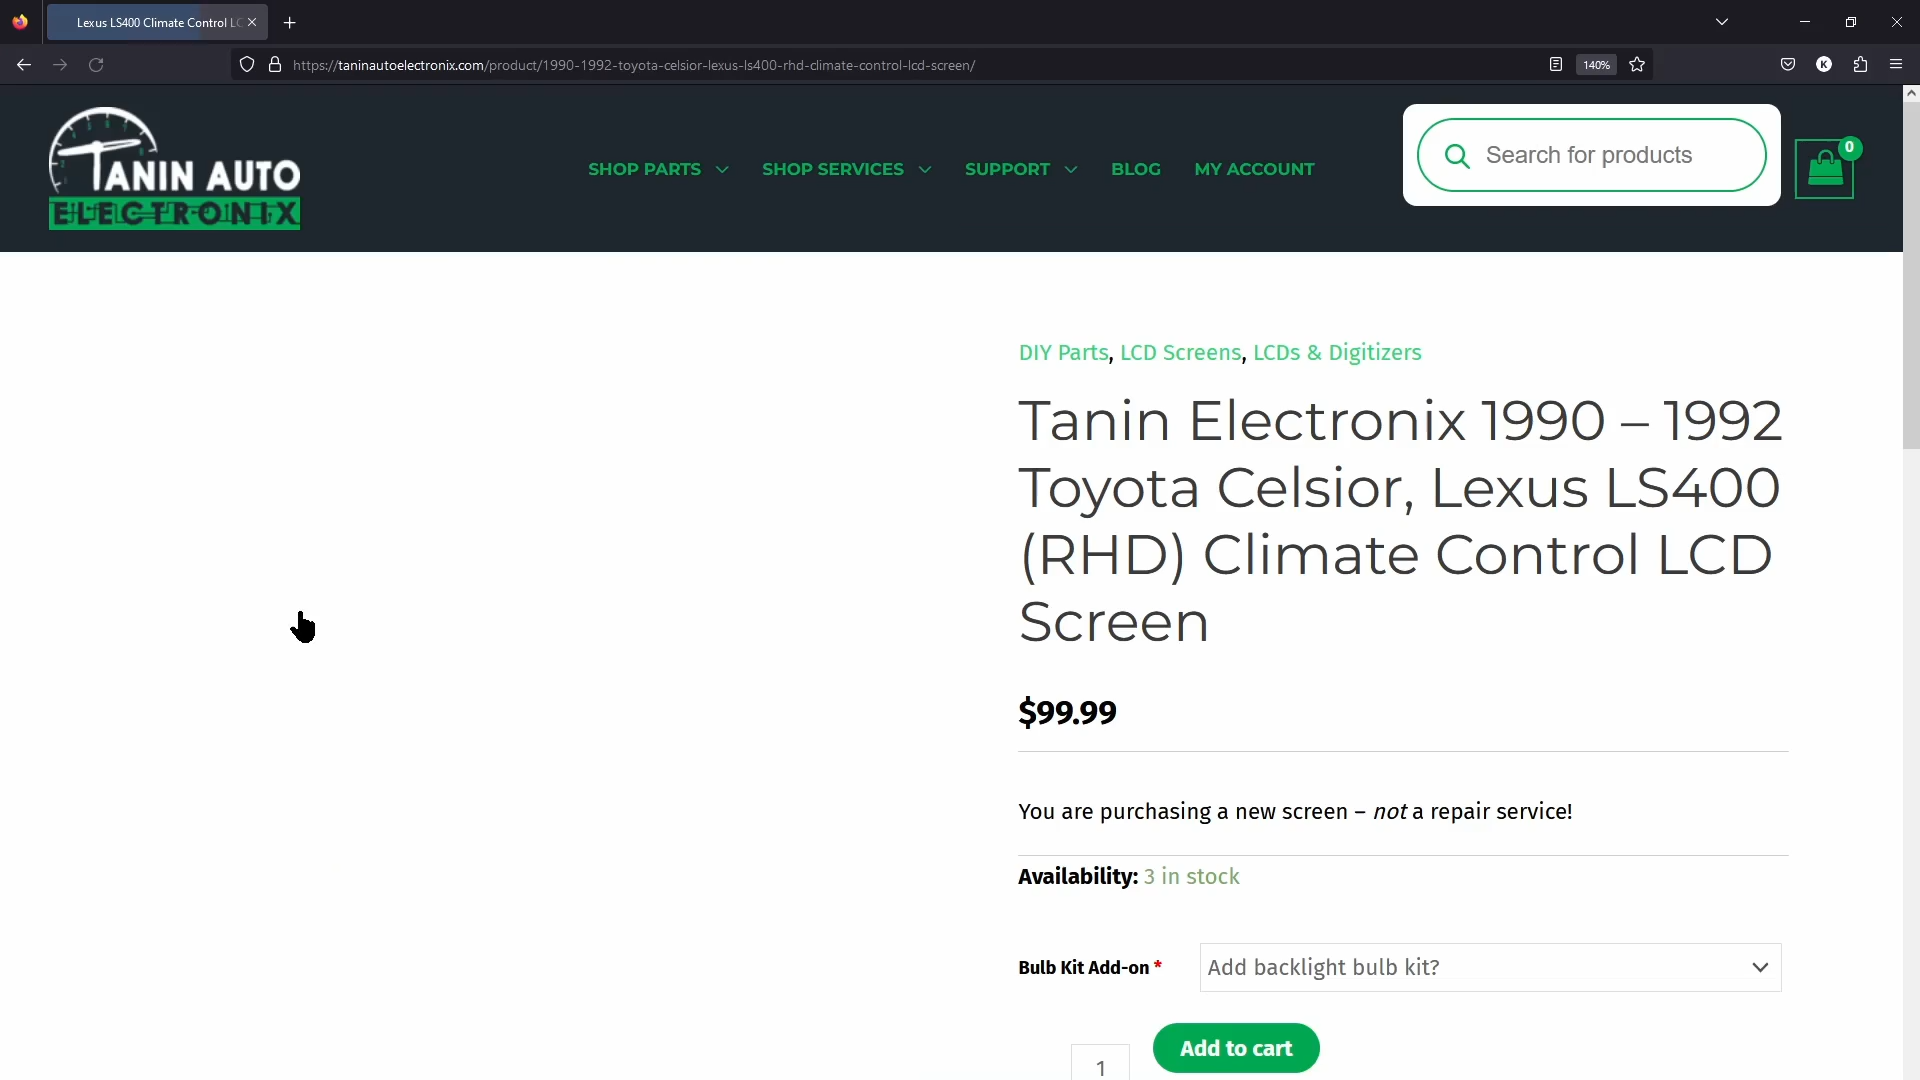 Lexus LS400 Climate Control LC
https://taninautoelectronix.com/product/1990-1992-toyota-celsior-lexus-ls400-rhd-climate-control-lcd-screen/
140%
K
TANIN AUTO
ELECTRONIX
SHOP PARTS
SHOP SERVICES
SUPPORT
BLOG
MY ACCOUNT
Search for products
0
DIY Parts, LCD Screens, LCDs & Digitizers
Tanin Electronix 1990 – 1992
Toyota Celsior, Lexus LS400
(RHD) Climate Control LCD
Screen
$99.99
You are purchasing a new screen – not a repair service!
Availability: 3 in stock
Bulb Kit Add-on *
Add backlight bulb kit?
1
Add to cart